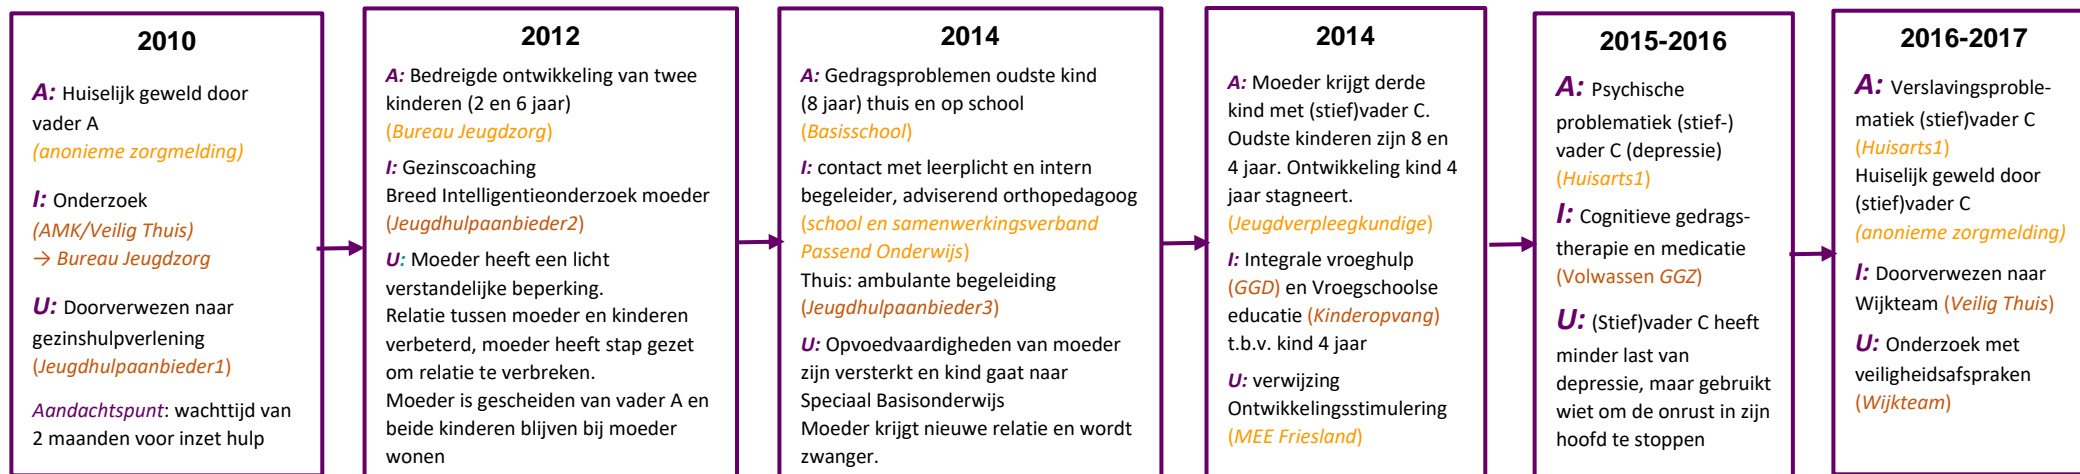 2010
A: Huiselijk geweld door
vader A
(anonieme zorgmelding)
I: Onderzoek
(AMK/Veilig Thuis)
→ Bureau Jeugdzorg
U: Doorverwezen naar
gezinshulpverlening
(Jeugdhulpaanbieder1)
Aandachtspunt: wachttijd van
2 maanden voor inzet hulp
2012
A: Bedreigde ontwikkeling van twee
kinderen (2 en 6 jaar)
(Bureau Jeugdzorg)
I: Gezinscoaching
Breed Intelligentieonderzoek moeder
(Jeugdhulpaanbieder2)
U: Moeder heeft een licht
verstandelijke beperking.
Relatie tussen moeder en kinderen
verbeterd, moeder heeft stap gezet
om relatie te verbreken.
Moeder is gescheiden van vader A en
beide kinderen blijven bij moeder
wonen
2014
A: Gedragsproblemen oudste kind
(8 jaar) thuis en op school
(Basisschool)
I: contact met leerplicht en intern
begeleider, adviserend orthopedagoog
(school en samenwerkingsverband
Passend Onderwijs)
Thuis: ambulante begeleiding
(Jeugdhulpaanbieder3)
U: Opvoedvaardigheden van moeder
zijn versterkt en kind gaat naar
Speciaal Basisonderwijs
Moeder krijgt nieuwe relatie en wordt
zwanger.
2014
A: Moeder krijgt derde
kind met (stief)vader C.
Oudste kinderen zijn 8 en
4 jaar. Ontwikkeling kind 4
jaar stagneert.
(Jeugdverpleegkundige)
I: Integrale vroeghulp
(GGD) en Vroegschoolse
educatie (Kinderopvang)
t.b.v. kind 4 jaar
U: verwijzing
Ontwikkelingsstimulering
(MEE Friesland)
2015-2016
A: Psychische
problematiek (stief-)
vader C (depressie)
(Huisarts1)
I: Cognitieve gedrags-
therapie en medicatie
(Volwassen GGZ)
U: (Stief)vader C heeft
minder last van
depressie, maar gebruikt
wiet om de onrust in zijn
hoofd te stoppen
2016-2017
A: Verslavingsproble-
matiek (stief)vader C
(Huisarts1)
Huiselijk geweld door
(stief)vader C
(anonieme zorgmelding)
I: Doorverwezen naar
Wijkteam (Veilig Thuis)
U: Onderzoek met
veiligheidsafspraken
(Wijkteam)